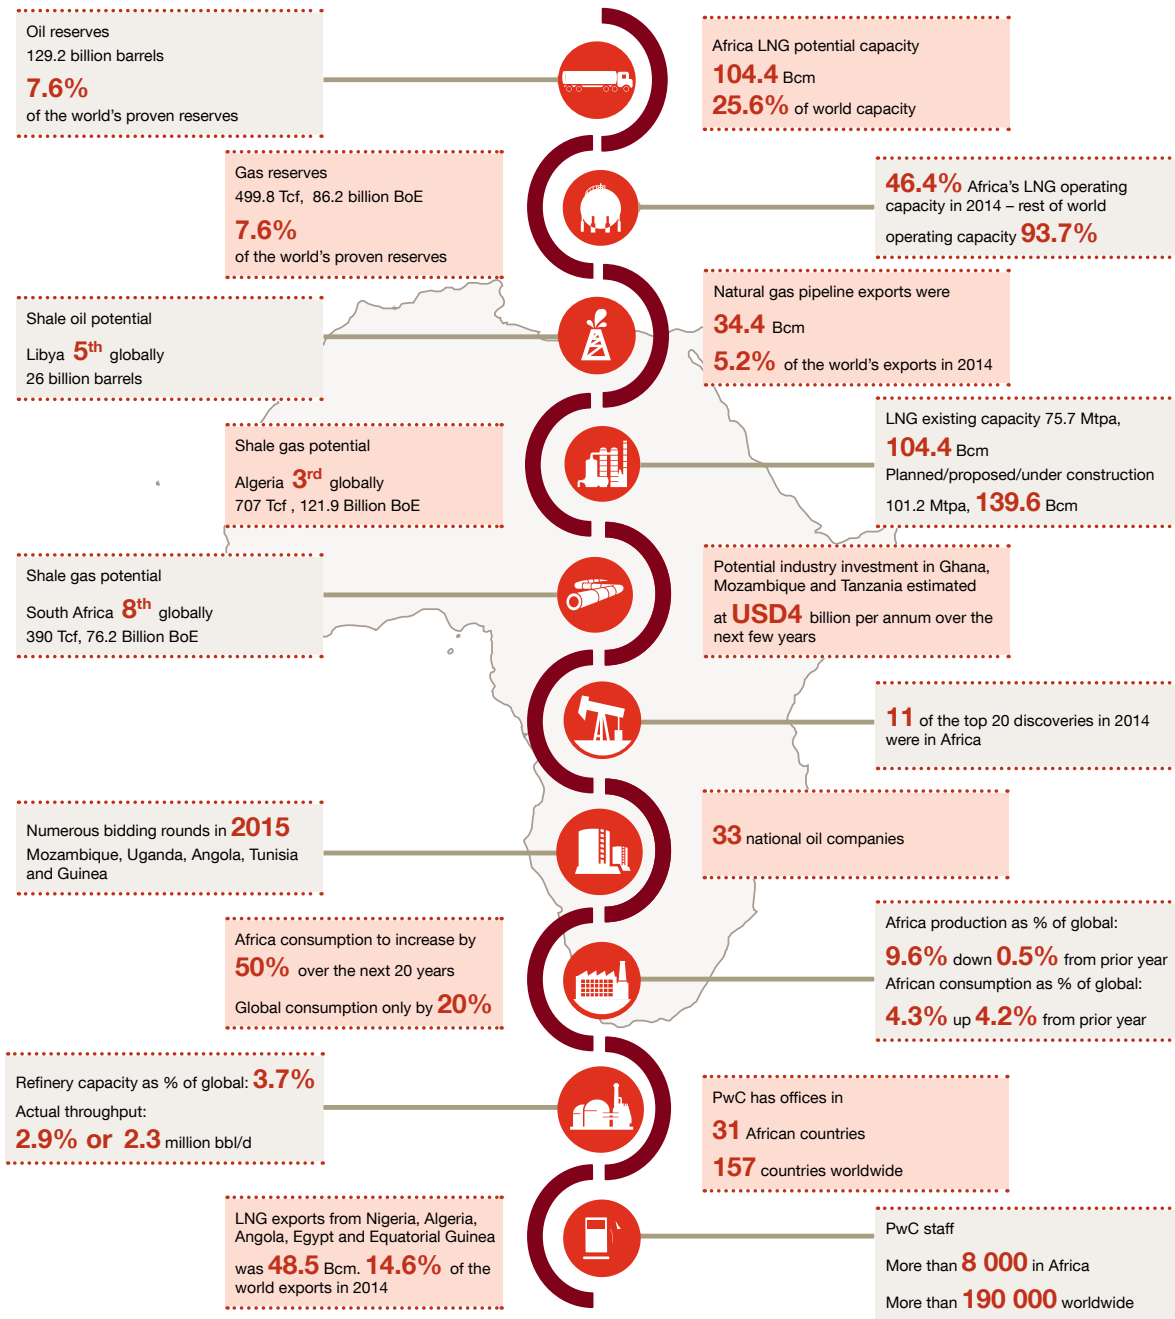 Oil reserves
129.2 billion barrels
7.6%
of the world's proven reserves
Africa LNG potential capacity
104.4 Bcm
25.6% of world capacity
Gas reserves
499.8 Tcf, 86.2 billion BoE
7.6%
of the world's proven reserves
46.4% Africa's LNG operating
capacity in 2014 – rest of world
operating capacity 93.7%
Shale oil potential
Libya 5th globally
26 billion barrels
Natural gas pipeline exports were
34.4 Bcm
5.2% of the world's exports in 2014
Shale gas potential
Algeria 3rd globally
707 Tcf , 121.9 Billion BoE
LNG existing capacity 75.7 Mtpa,
104.4 Bcm
Planned/proposed/under construction
101.2 Mtpa, 139.6 Bcm
Shale gas potential
South Africa 8th globally
390 Tcf, 76.2 Billion BoE
Potential industry investment in Ghana,
Mozambique and Tanzania estimated
at USD4 billion per annum over the
next few years
11 of the top 20 discoveries in 2014
were in Africa
Numerous bidding rounds in 2015
Mozambique, Uganda, Angola, Tunisia
and Guinea
33 national oil companies
Africa consumption to increase by
50% over the next 20 years
Global consumption only by 20%
Africa production as % of global:
9.6% down 0.5% from prior year
African consumption as % of global:
4.3% up 4.2% from prior year
Refinery capacity as % of global: 3.7%
Actual throughput:
2.9% or 2.3 million bbl/d
PwC has offices in
31 African countries
157 countries worldwide
LNG exports from Nigeria, Algeria,
Angola, Egypt and Equatorial Guinea
was 48.5 Bcm. 14.6% of the
world exports in 2014
PwC staff
More than 8 000 in Africa
More than 190 000 worldwide